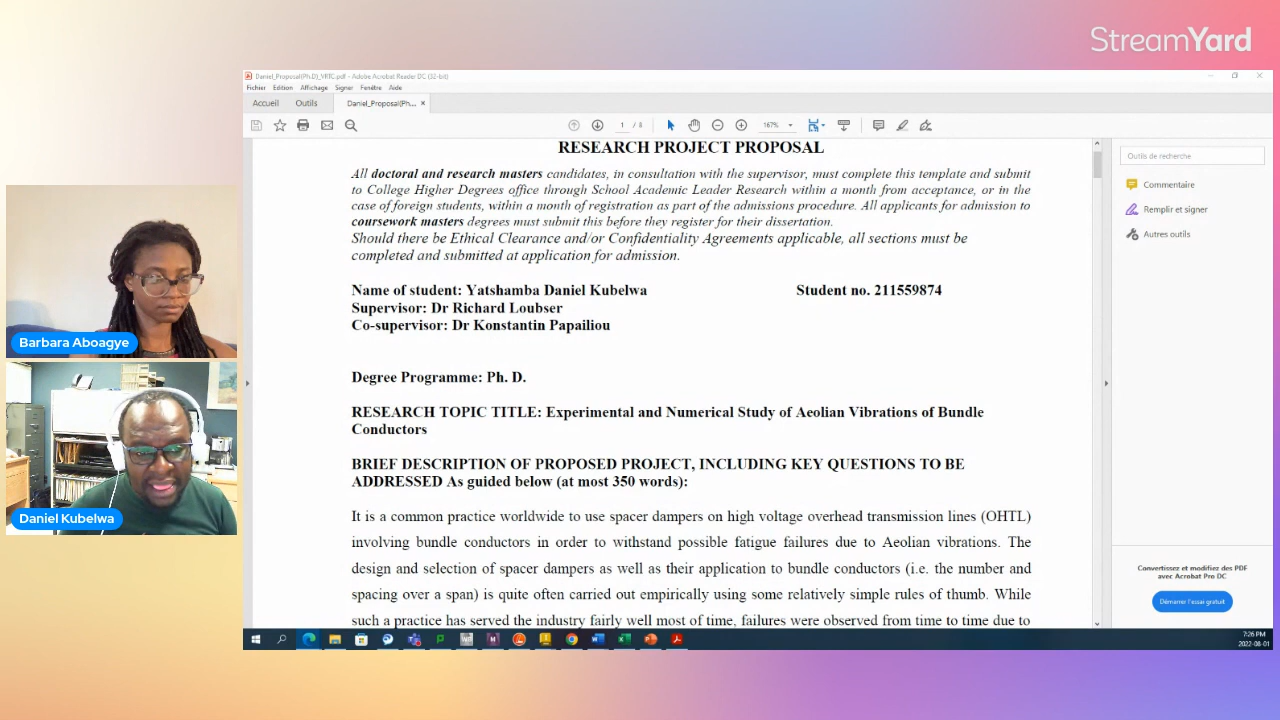 StreamYard
Daniel_Proposal(Ph.D)_VRTC.pdf - Adobe Acrobat Reader DC (32-bit)
Fichier Edition Affichage Signer Fenêtre Aide
Accueil Outils Daniel_Proposal(Ph... ×
1 / 8 167%
RESEARCH PROJECT PROPOSAL
All doctoral and research masters candidates, in consultation with the supervisor, must complete this template and submit
to College Higher Degrees office through School Academic Leader Research within a month from acceptance, or in the
case of foreign students, within a month of registration as part of the admissions procedure. All applicants for admission to
coursework masters degrees must submit this before they register for their dissertation.
Should there be Ethical Clearance and/or Confidentiality Agreements applicable, all sections must be
completed and submitted at application for admission.
Name of student: Yatshamba Daniel Kubelwa Student no. 211559874
Supervisor: Dr Richard Loubser
Co-supervisor: Dr Konstantin Papailiou
Degree Programme: Ph. D.
RESEARCH TOPIC TITLE: Experimental and Numerical Study of Aeolian Vibrations of Bundle
Conductors
BRIEF DESCRIPTION OF PROPOSED PROJECT, INCLUDING KEY QUESTIONS TO BE
ADDRESSED As guided below (at most 350 words):
It is a common practice worldwide to use spacer dampers on high voltage overhead transmission lines (OHTL)
involving bundle conductors in order to withstand possible fatigue failures due to Aeolian vibrations. The
design and selection of spacer dampers as well as their application to bundle conductors (i.e. the number and
spacing over a span) is quite often carried out empirically using some relatively simple rules of thumb. While
such a practice has served the industry fairly well most of time, failures were observed from time to time due to
Outils de recherche
Commentaire
Remplir et signer
Autres outils
Convertissez et modifiez des PDF
avec Acrobat Pro DC
Démarrer l'essai gratuit
Barbara Aboagye
Daniel Kubelwa
7:26 PM
2022-08-01